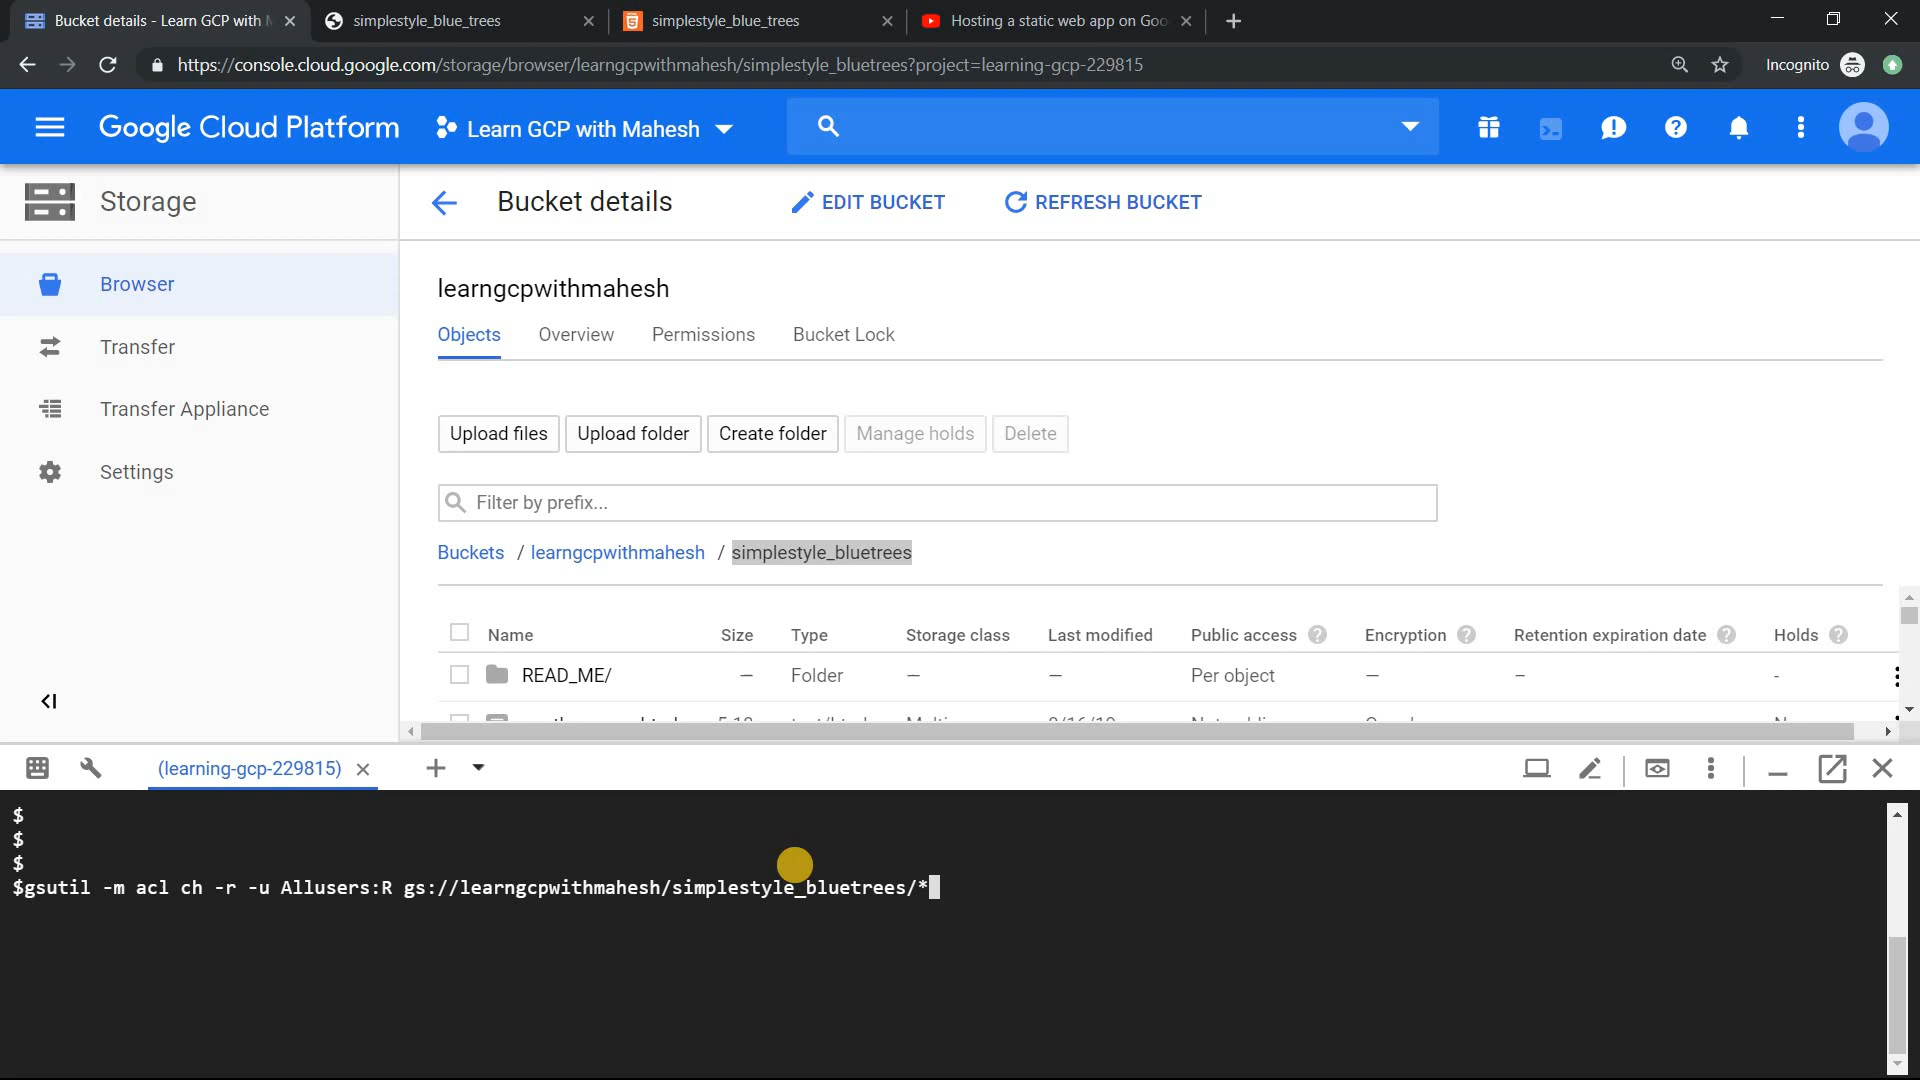 Bucket details - Learn GCP with
simplestyle_blue_trees
simplestyle_blue_trees
Hosting a static web app on Goo
https://console.cloud.google.com/storage/browser/learngcpwithmahesh/simplestyle_bluetrees?project=learning-gcp-229815
Incognito
Google Cloud Platform
Learn GCP with Mahesh
Storage
Bucket details
EDIT BUCKET
REFRESH BUCKET
Browser
Transfer
Transfer Appliance
Settings
learngcpwithmahesh
Objects Overview Permissions Bucket Lock
Upload files Upload folder Create folder Manage holds Delete
Filter by prefix...
Buckets / learngcpwithmahesh / simplestyle_bluetrees
Name Size Type Storage class Last modified Public access Encryption Retention expiration date Holds
READ_ME/ — Folder — — Per object — – -
(learning-gcp-229815)
$
$
$
$gsutil -m acl ch -r -u Allusers:R gs://learngcpwithmahesh/simplestyle_bluetrees/*